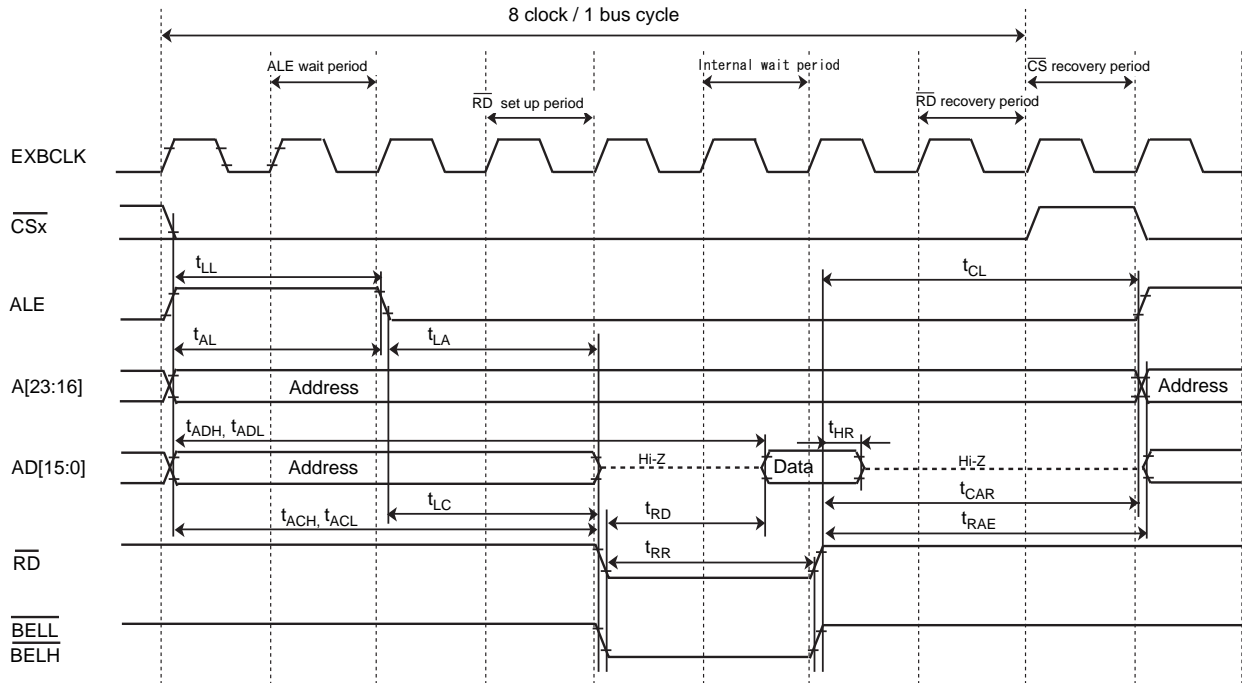 8 clock / 1 bus cycle
ALE wait period
Internal wait period
CS recovery period
RD set up period
RD recovery period
EXBCLK
CSx
tLL
tCL
ALE
tAL
tLA
A[23:16]
Address
Address
tADH, tADL
tHR
AD[15:0]
Address
Hi-Z
Data
Hi-Z
tLC
tRD
tCAR
tACH, tACL
tRAE
RD
tRR
BELL
BELH